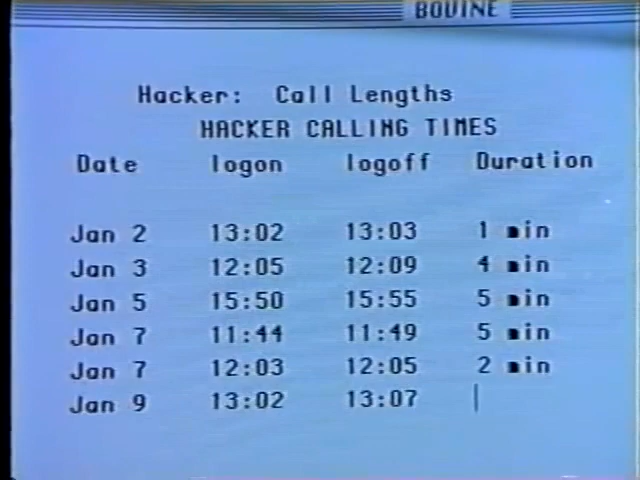 BOVINE
Hacker: Call Lengths
HACKER CALLING TIMES
Date logon logoff Duration
Jan 2 13:02 13:03 1 min
Jan 3 12:05 12:09 4 min
Jan 5 15:50 15:55 5 min
Jan 7 11:44 11:49 5 min
Jan 7 12:03 12:05 2 min
Jan 9 13:02 13:07